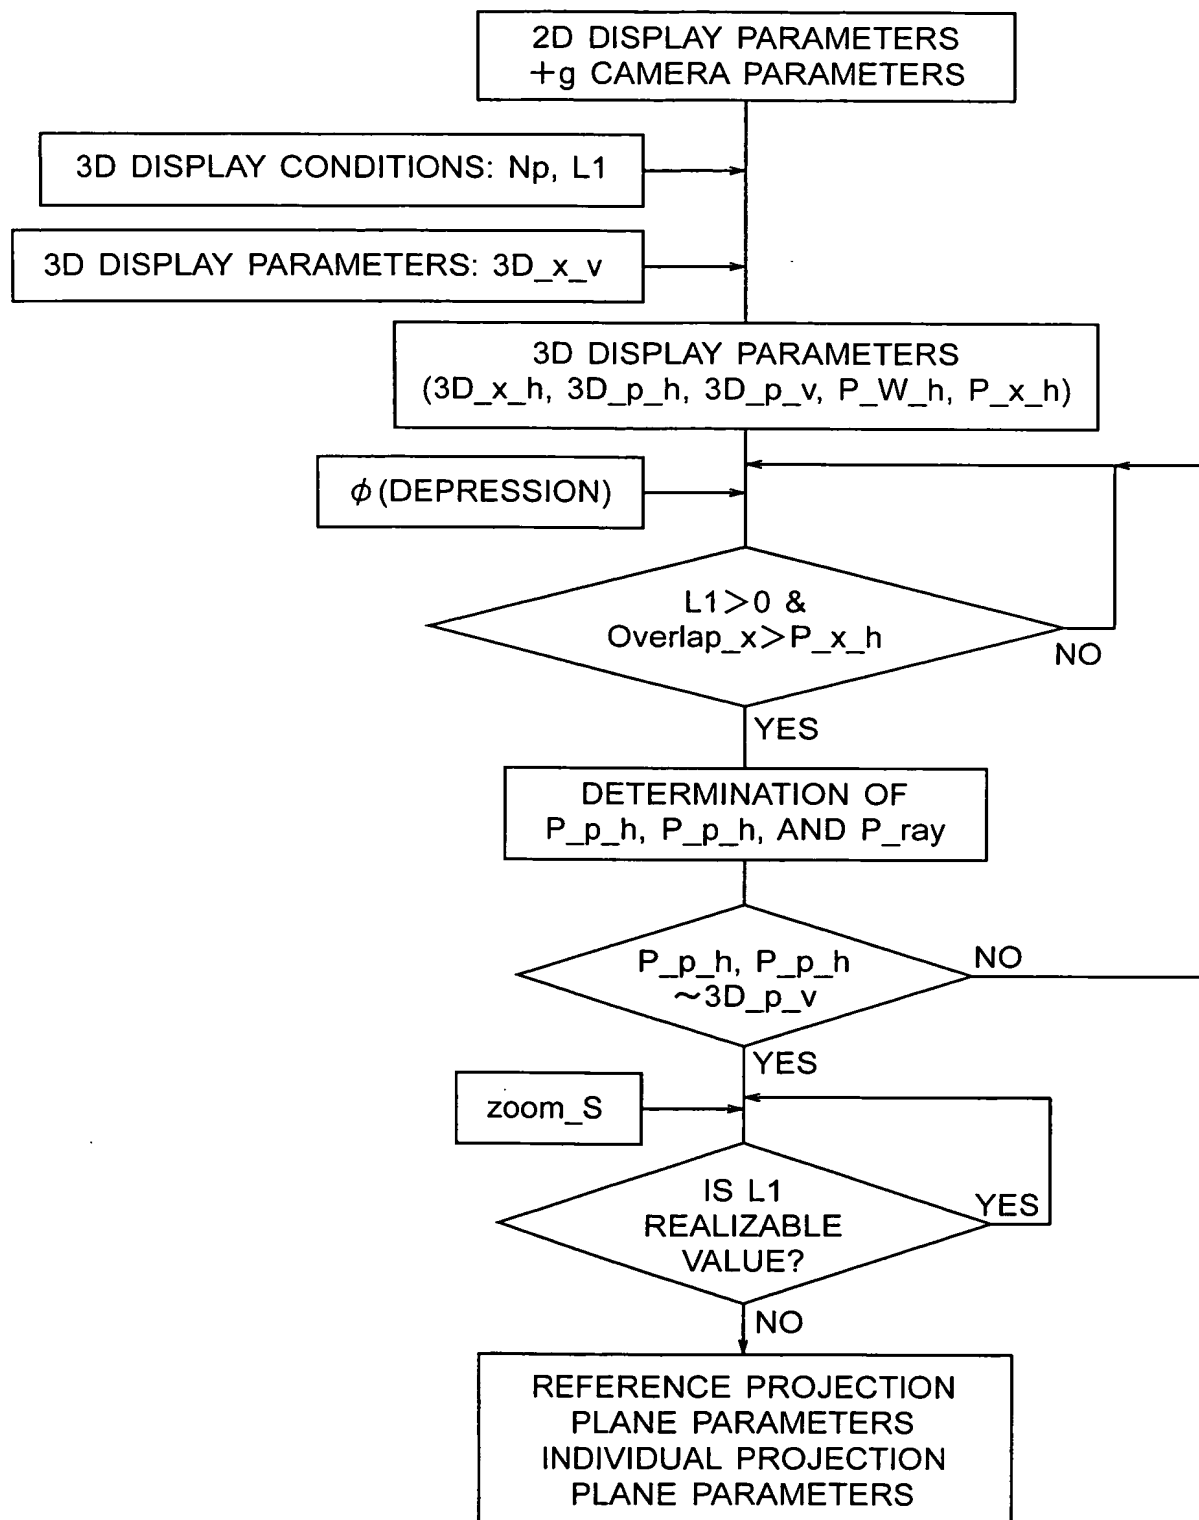 2D DISPLAY PARAMETERS
+g CAMERA PARAMETERS
3D DISPLAY CONDITIONS: Np, L1
3D DISPLAY PARAMETERS: 3D_x_v
3D DISPLAY PARAMETERS
(3D_x_h, 3D_p_h, 3D_p_v, P_W_h, P_x_h)
φ(DEPRESSION)
L1>0 &
Overlap_x>P_x_h
NO
YES
DETERMINATION OF
P_p_h, P_p_h, AND P_ray
P_p_h, P_p_h
~3D_p_v
NO
YES
zoom_S
IS L1
REALIZABLE
VALUE?
YES
NO
REFERENCE PROJECTION
PLANE PARAMETERS
INDIVIDUAL PROJECTION
PLANE PARAMETERS